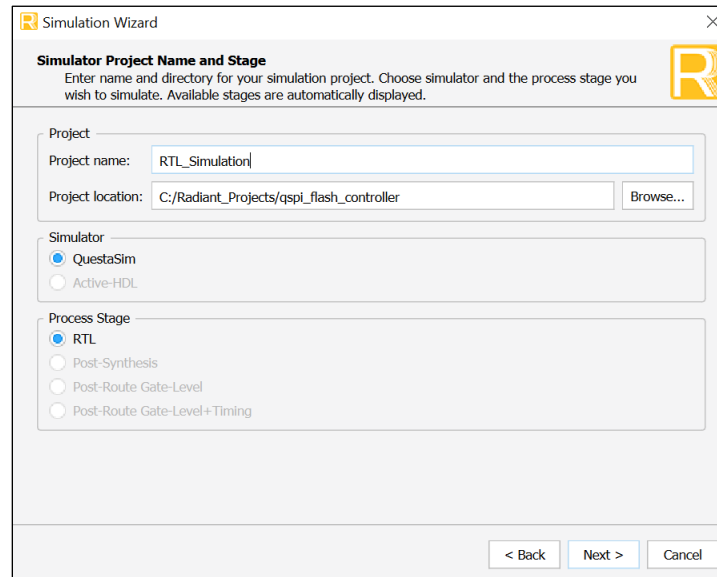 Simulation Wizard
Simulator Project Name and Stage
Enter name and directory for your simulation project. Choose simulator and the process stage you
wish to simulate. Available stages are automatically displayed.
Project
Project name: RTL_Simulation
Project location: C:/Radiant_Projects/qspi_flash_controller Browse...
Simulator
QuestaSim
Active-HDL
Process Stage
RTL
Post-Synthesis
Post-Route Gate-Level
Post-Route Gate-Level+Timing
< Back Next > Cancel